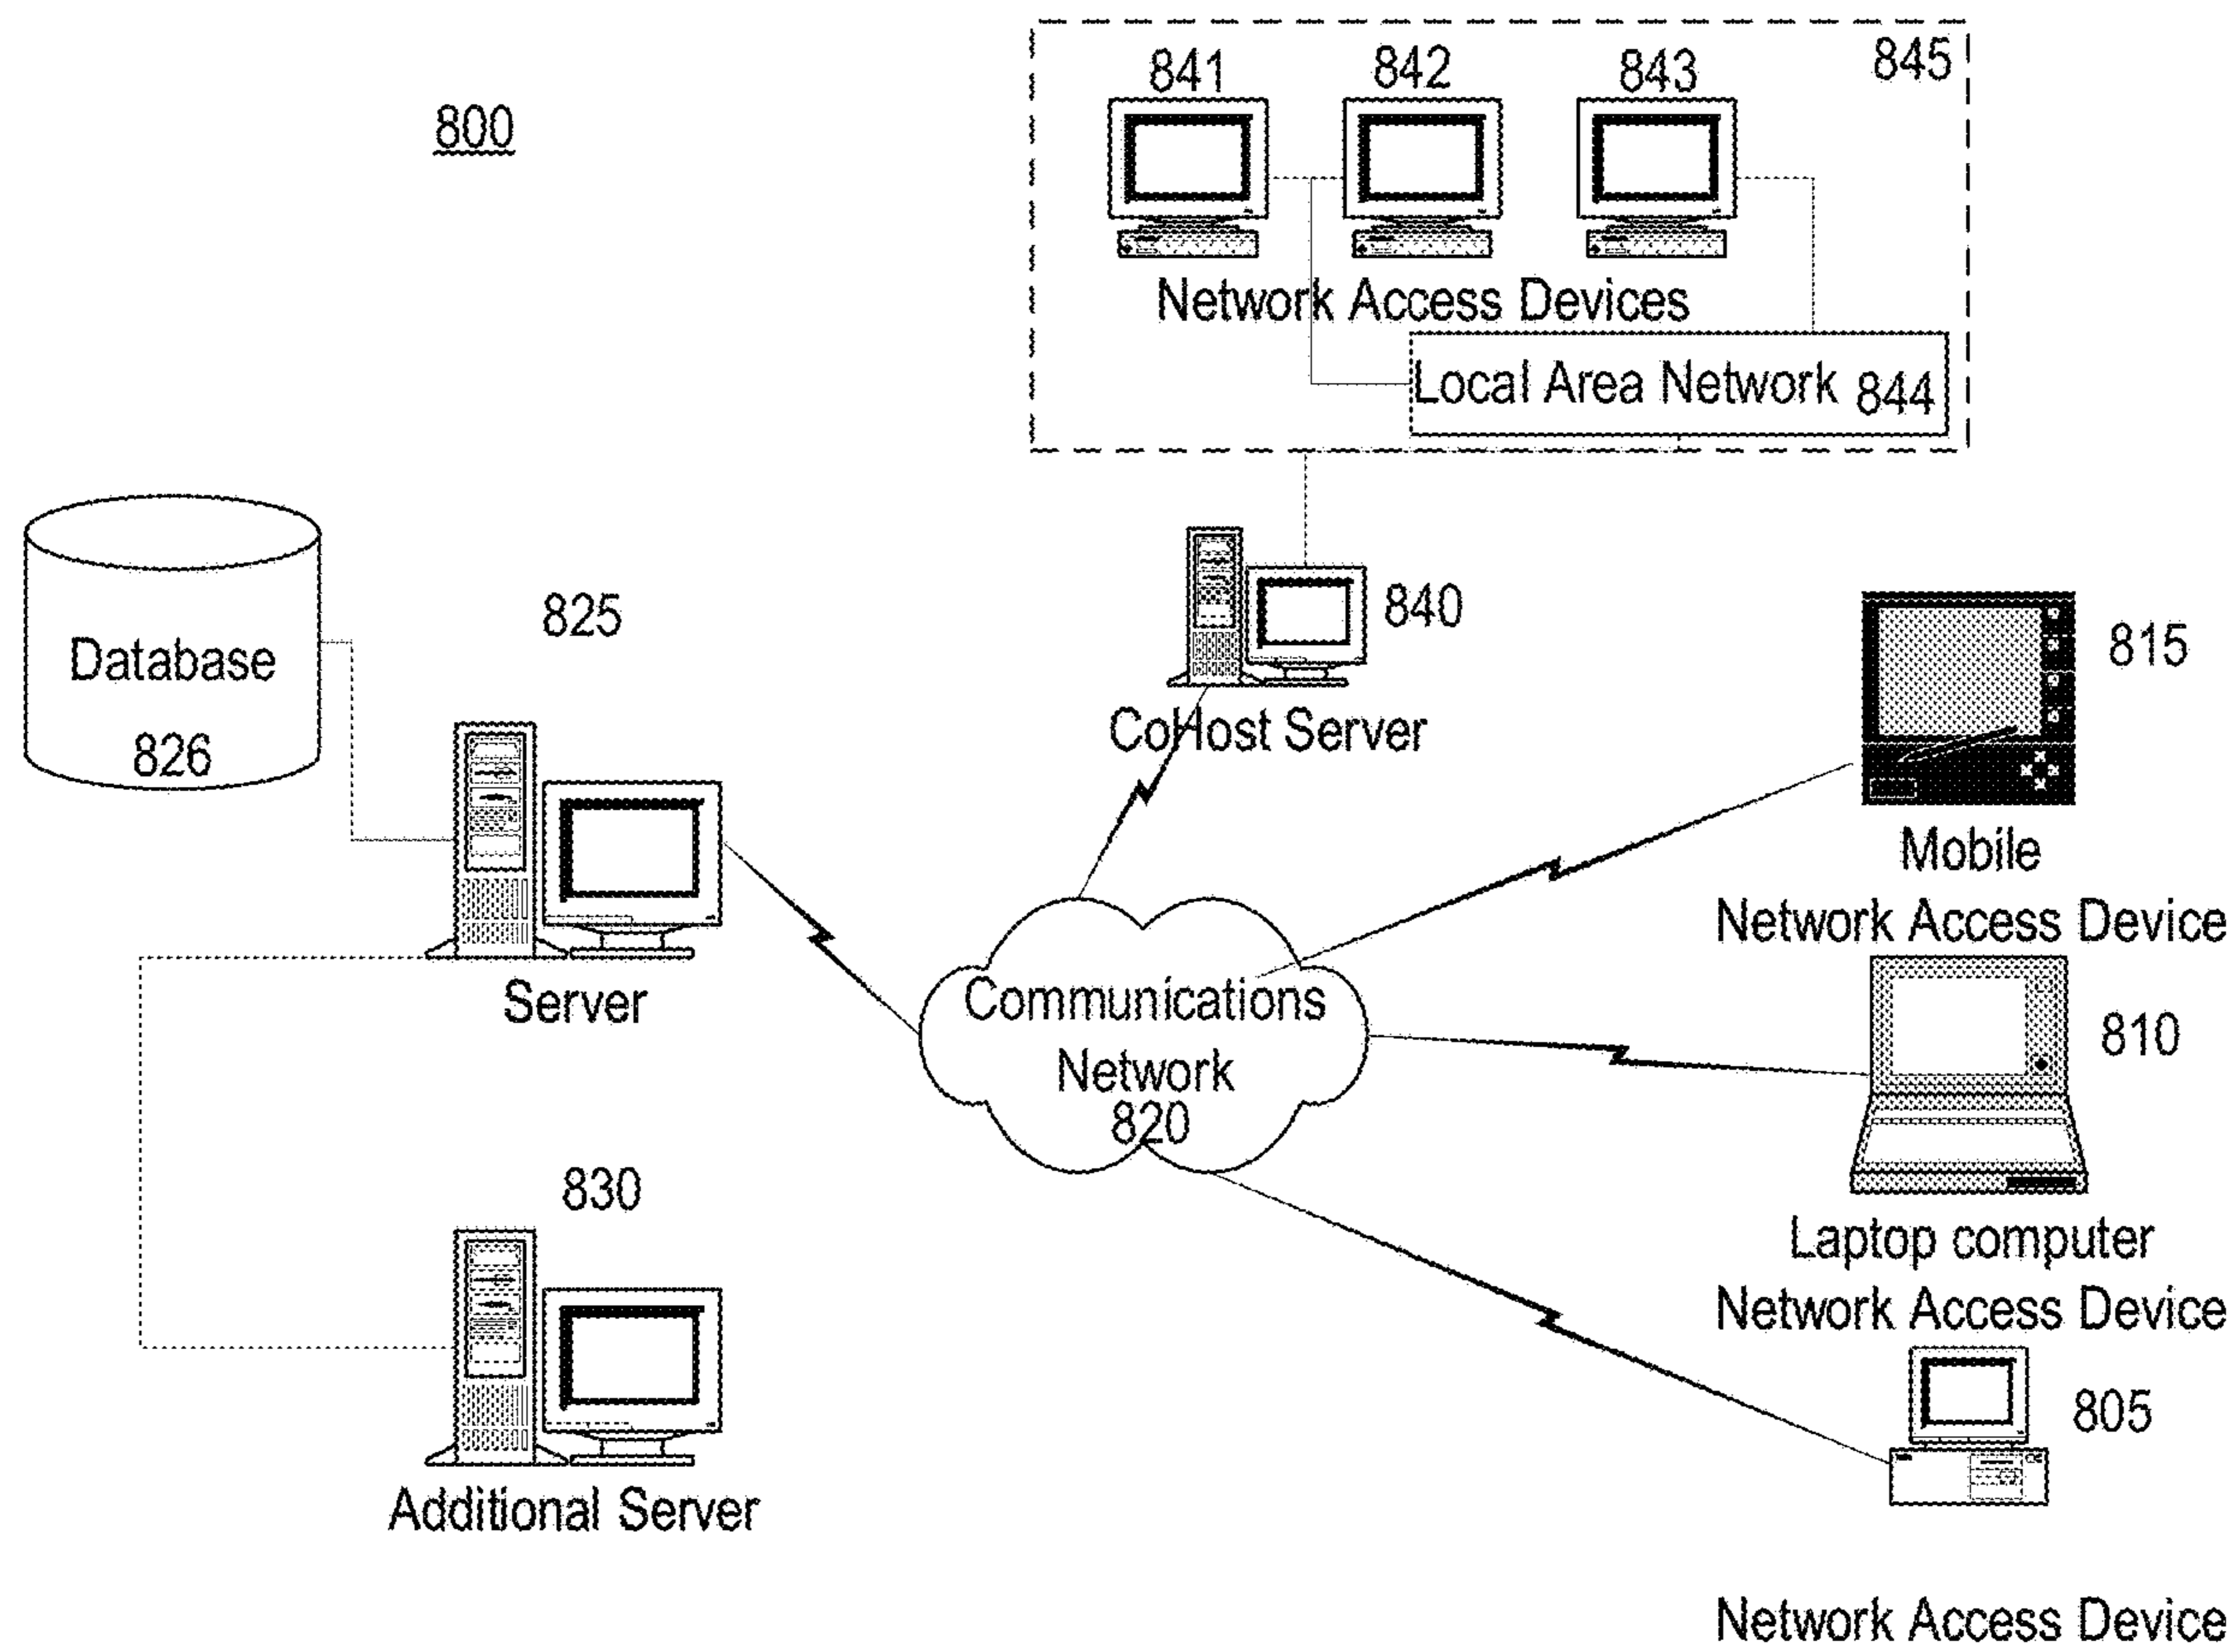 800
841 842 843 845
Network Access Devices
Local Area Network 844
Database
826
825
Server
840
CoHost Server
815
Mobile
Network Access Device
Communications
Network
820
810
Laptop computer
Network Access Device
830
Additional Server
805
Network Access Device